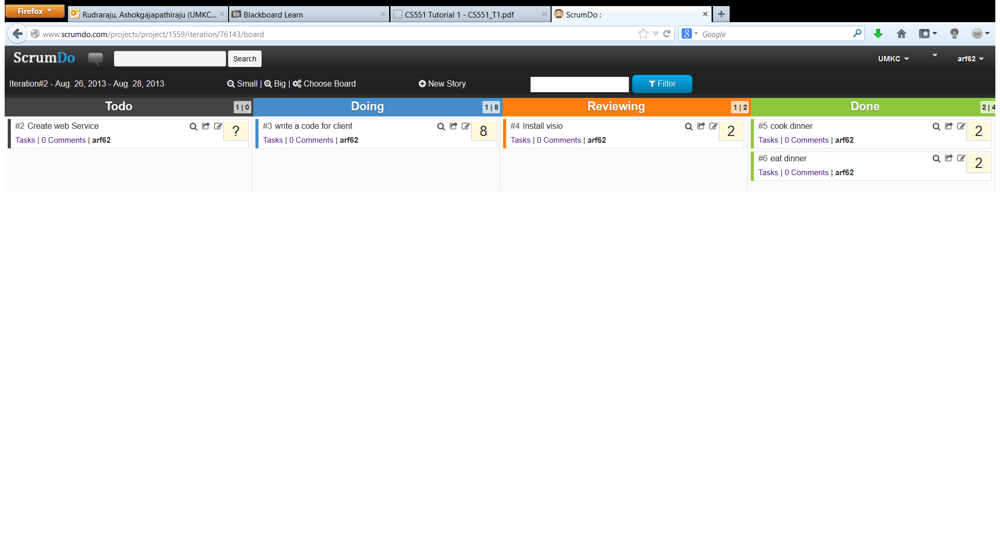 Firefox
Rudraraju, Ashokgajapathiraju (UMKC...
Blackboard Learn
CS551 Tutorial 1 - CS551_T1.pdf
ScrumDo :
www.scrumdo.com/projects/project/1559/iteration/76143/board
Google
ScrumDo
Search
UMKC
arf62
Iteration#2 - Aug. 26, 2013 - Aug. 28, 2013
Small | Big | Choose Board
New Story
Filter
Todo 1 | 0
Doing 1 | 8
Reviewing 1 | 2
Done 2 | 4
#2 Create web Service ?
Tasks | 0 Comments | arf62
#3 write a code for client 8
Tasks | 0 Comments | arf62
#4 Install visio 2
Tasks | 0 Comments | arf62
#5 cook dinner 2
Tasks | 0 Comments | arf62
#6 eat dinner 2
Tasks | 0 Comments | arf62